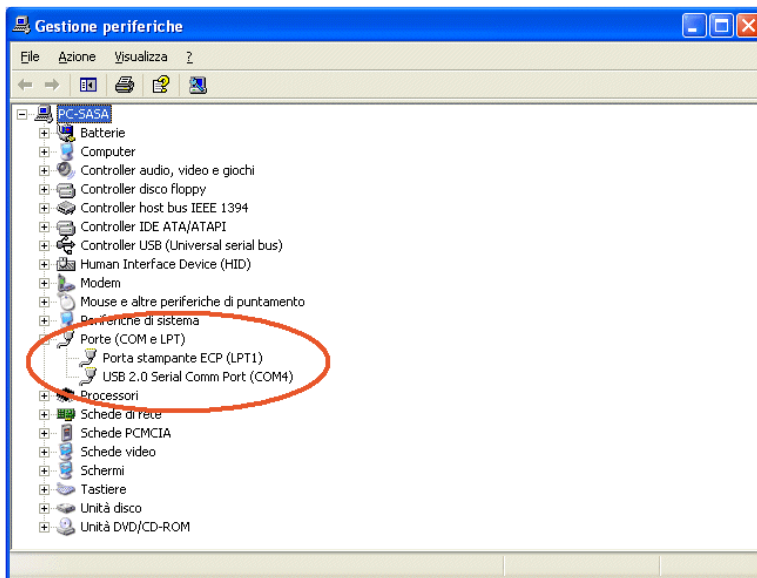 Gestione periferiche
File Azione Visualizza ?
PC-SASA
Batterie
Computer
Controller audio, video e giochi
Controller disco floppy
Controller host bus IEEE 1394
Controller IDE ATA/ATAPI
Controller USB (Universal serial bus)
Human Interface Device (HID)
Modem
Mouse e altre periferiche di puntamento
Periferiche di sistema
Porte (COM e LPT)
Porta stampante ECP (LPT1)
USB 2.0 Serial Comm Port (COM4)
Processori
Schede di rete
Schede PCMCIA
Schede video
Schermi
Tastiere
Unità disco
Unità DVD/CD-ROM